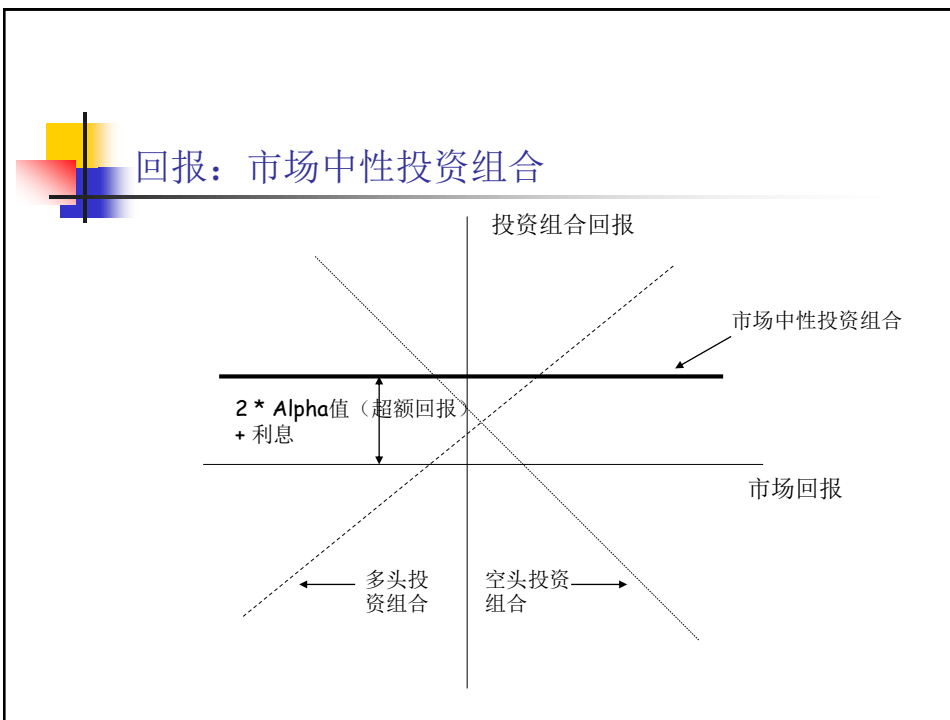 回报：市场中性投资组合
投资组合回报
市场中性投资组合
2 * Alpha值（超额回报）
+ 利息
市场回报
多头投
资组合
空头投资
组合